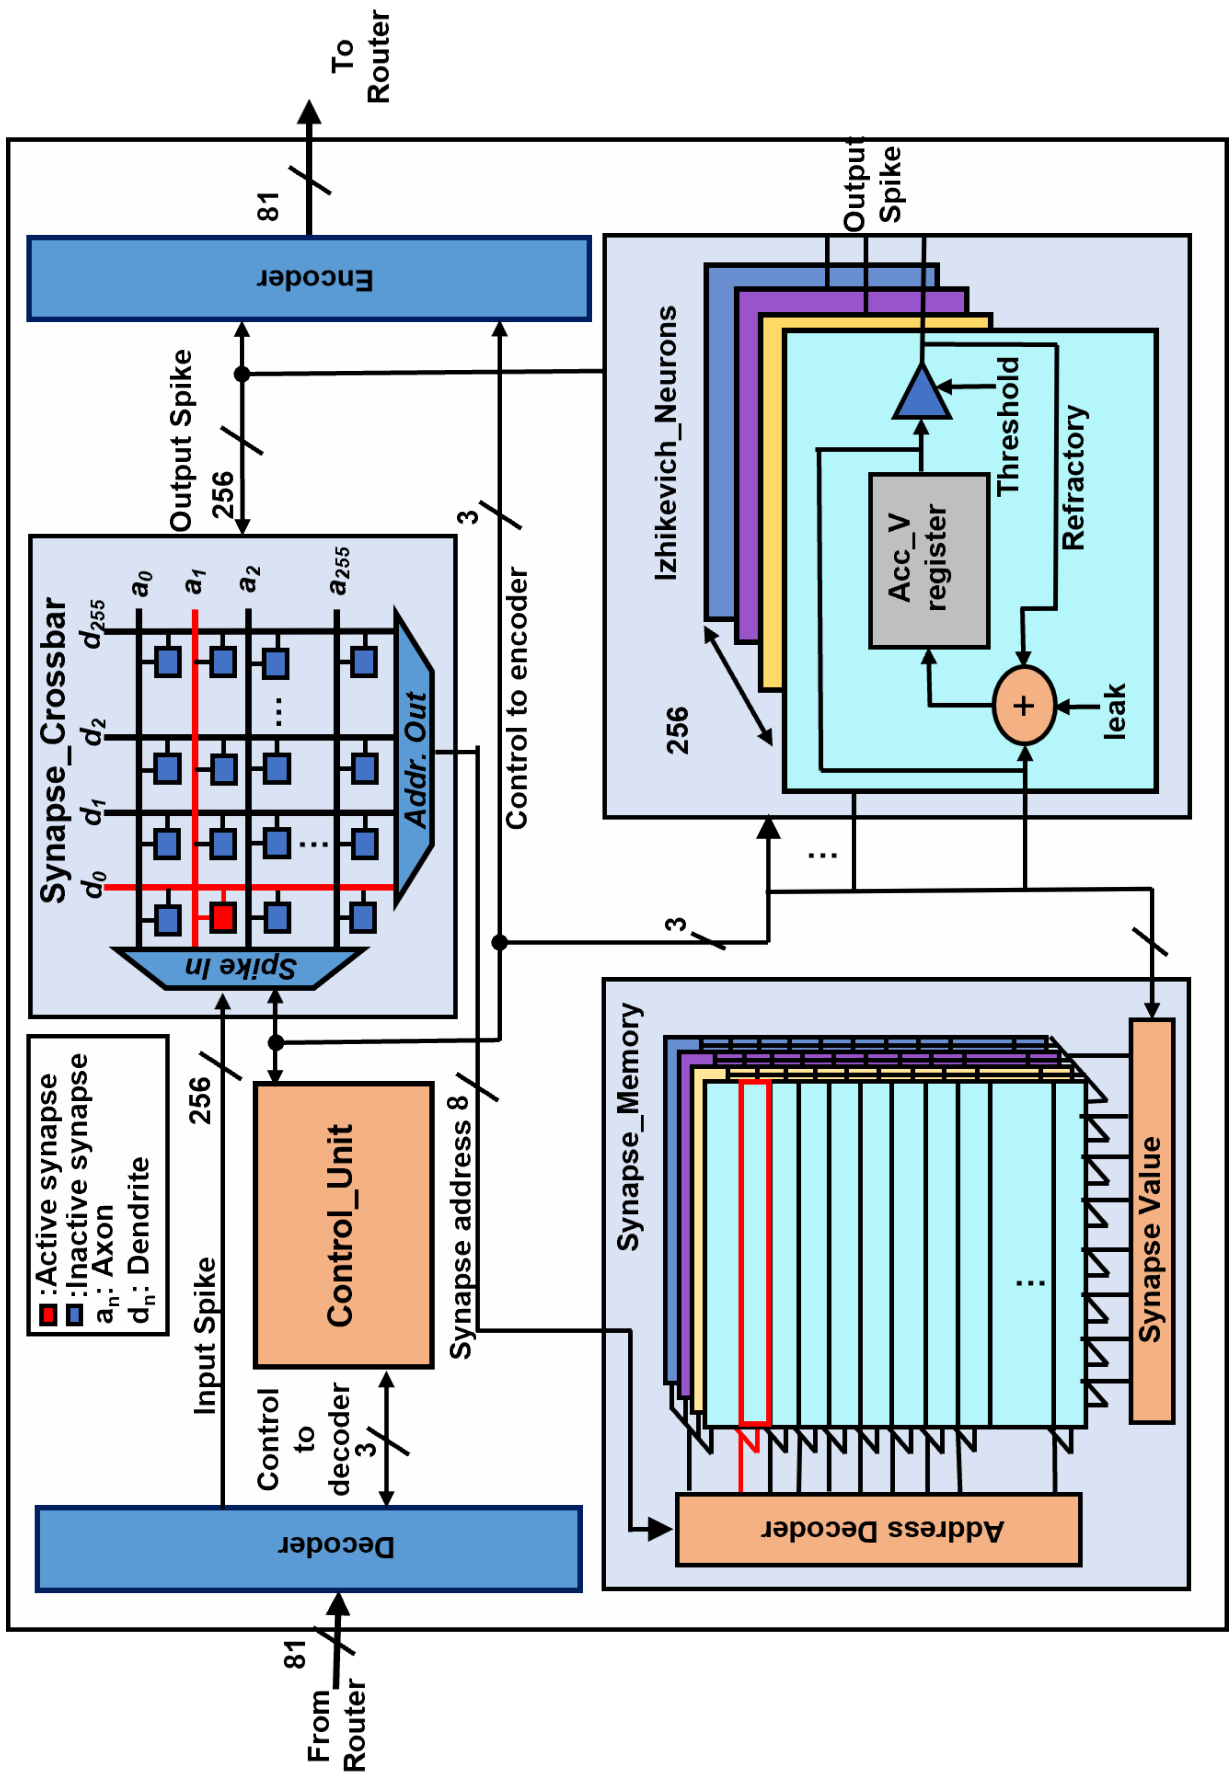 From
Router
81
Decoder
Input Spike
256
Control
to
decoder
3
:Active synapse
:Inactive synapse
an: Axon
dn: Dendrite
Control_Unit
Synapse address 8
Synapse_Crossbar
d0
d1
d2
d255
a0
a1
a2
a255
Spike In
...
...
Addr. Out
Output Spike
256
3
Control to encoder
Encoder
81
To
Router
Synapse_Memory
Address Decoder
...
Synapse Value
3
...
Izhikevich_Neurons
256
Acc_V
register
+
leak
Threshold
Refractory
Output
Spike